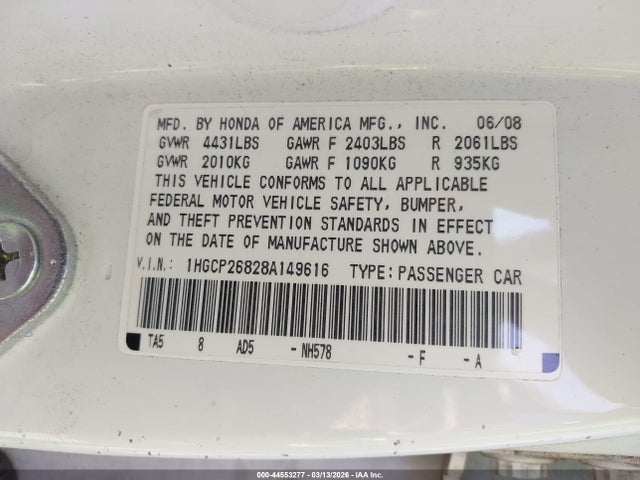 MFD. BY HONDA OF AMERICA MFG., INC. 06/08
GVWR 4431LBS GAWR F 2403LBS R 2061LBS
GVWR 2010KG GAWR F 1090KG R 935KG
THIS VEHICLE CONFORMS TO ALL APPLICABLE
FEDERAL MOTOR VEHICLE SAFETY, BUMPER,
AND THEFT PREVENTION STANDARDS IN EFFECT
ON THE DATE OF MANUFACTURE SHOWN ABOVE.
V.I.N.: 1HGCP26828A149616 TYPE: PASSENGER CAR
TA5 8 AD5 -NH578 -F -A
000-44553277 - 03/13/2026 - IAA Inc.